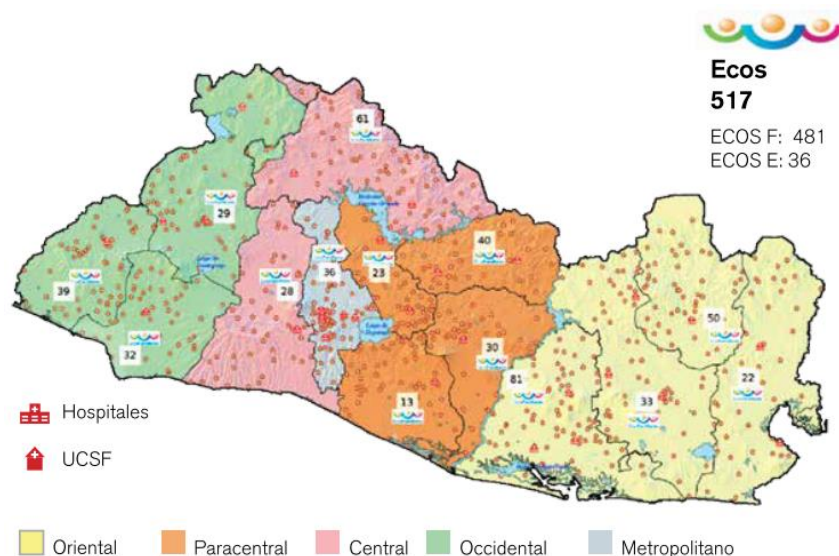 Ecos
517
ECOS F: 481
ECOS E: 36
61
29
40
36
23
28
39
50
32
30
81
22
13
33
Hospitales
UCSF
Oriental
Paracentral
Central
Occidental
Metropolitano